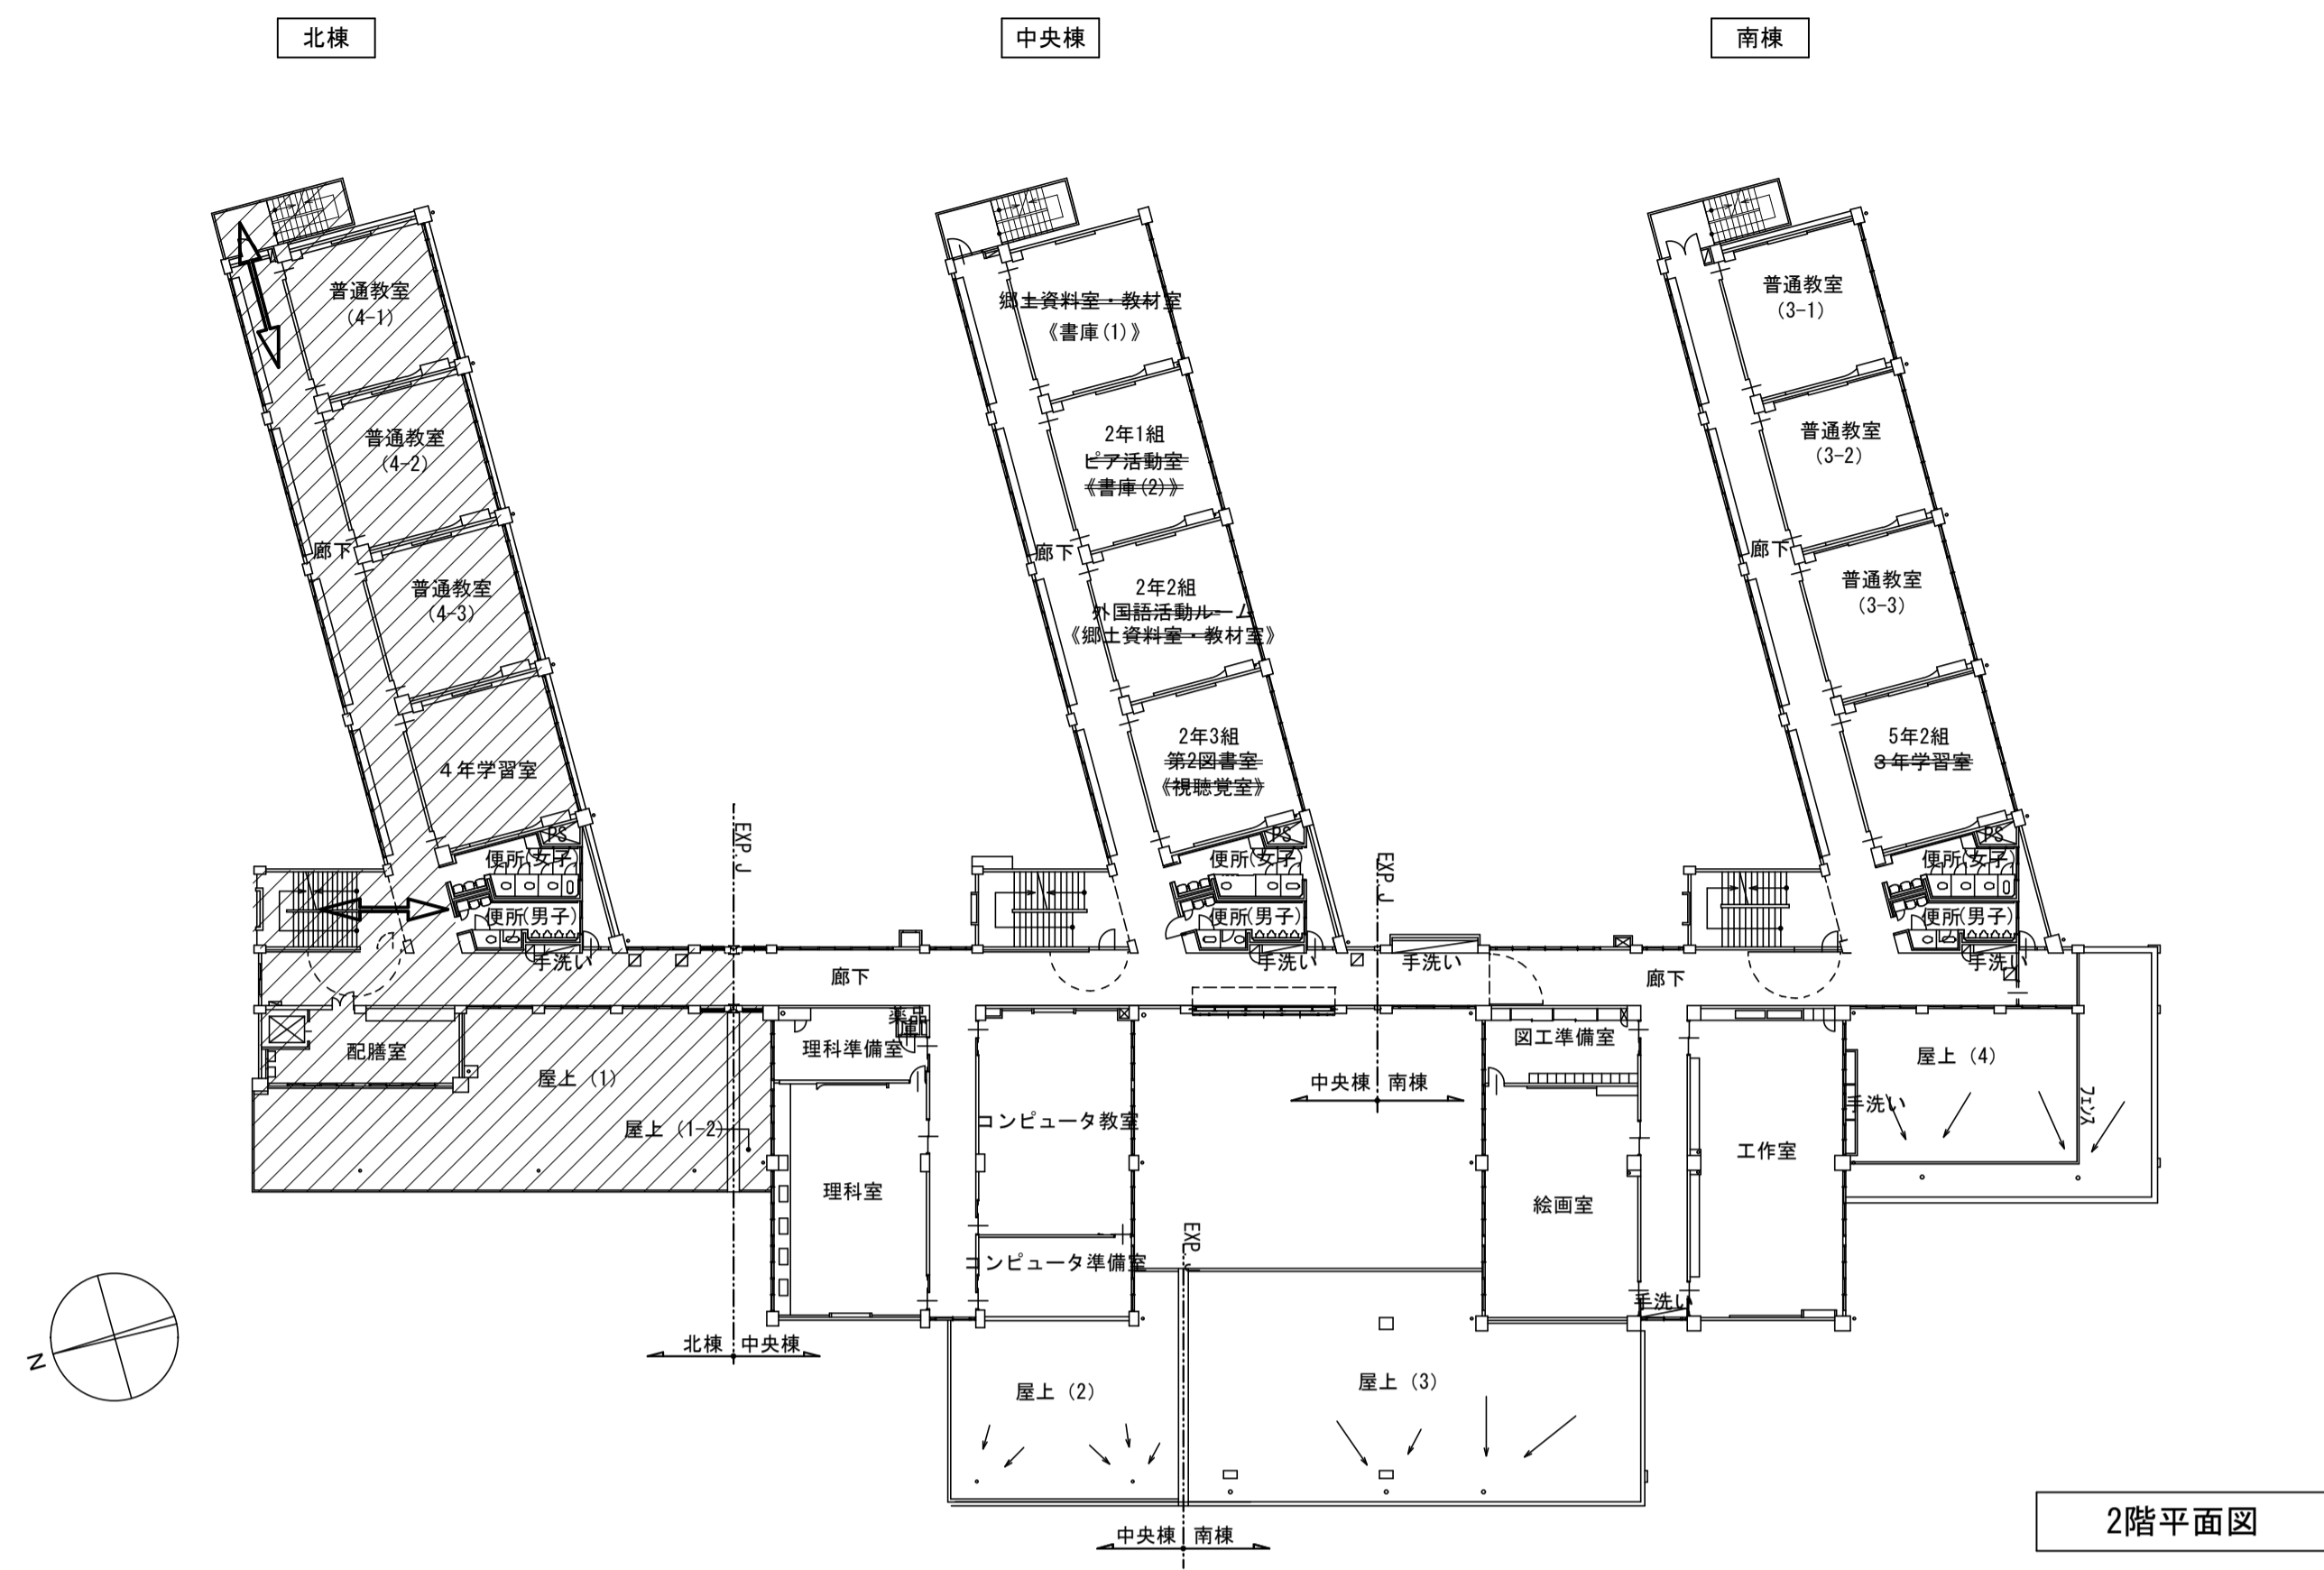 北棟
中央棟
南棟
普通教室
(4-1)
普通教室
(4-2)
廊下
普通教室
(4-3)
4年学習室
PS
便所(女子)
便所(男子)
手洗い
EXP.J
配膳室
屋上 (1)
屋上 (1-2)
郷土資料室・教材室
《書庫(1)》
2年1組
ピア活動室
《書庫(2)》
廊下
2年2組
外国語活動ルーム
《郷土資料室・教材室》
2年3組
第2図書室
《視聴覚室》
PS
便所(女子)
便所(男子)
手洗い
EXP.J
手洗い
廊下
薬品庫
理科準備室
理科室
コンピュータ教室
コンピュータ準備室
中央棟 南棟
EXP.J
北棟 中央棟
屋上 (2)
屋上 (3)
中央棟 南棟
普通教室
(3-1)
普通教室
(3-2)
廊下
普通教室
(3-3)
5年2組
3年学習室
PS
便所(女子)
便所(男子)
手洗い
廊下
図工準備室
絵画室
工作室
手洗い
手洗い
屋上 (4)
フェンス
N
2階平面図